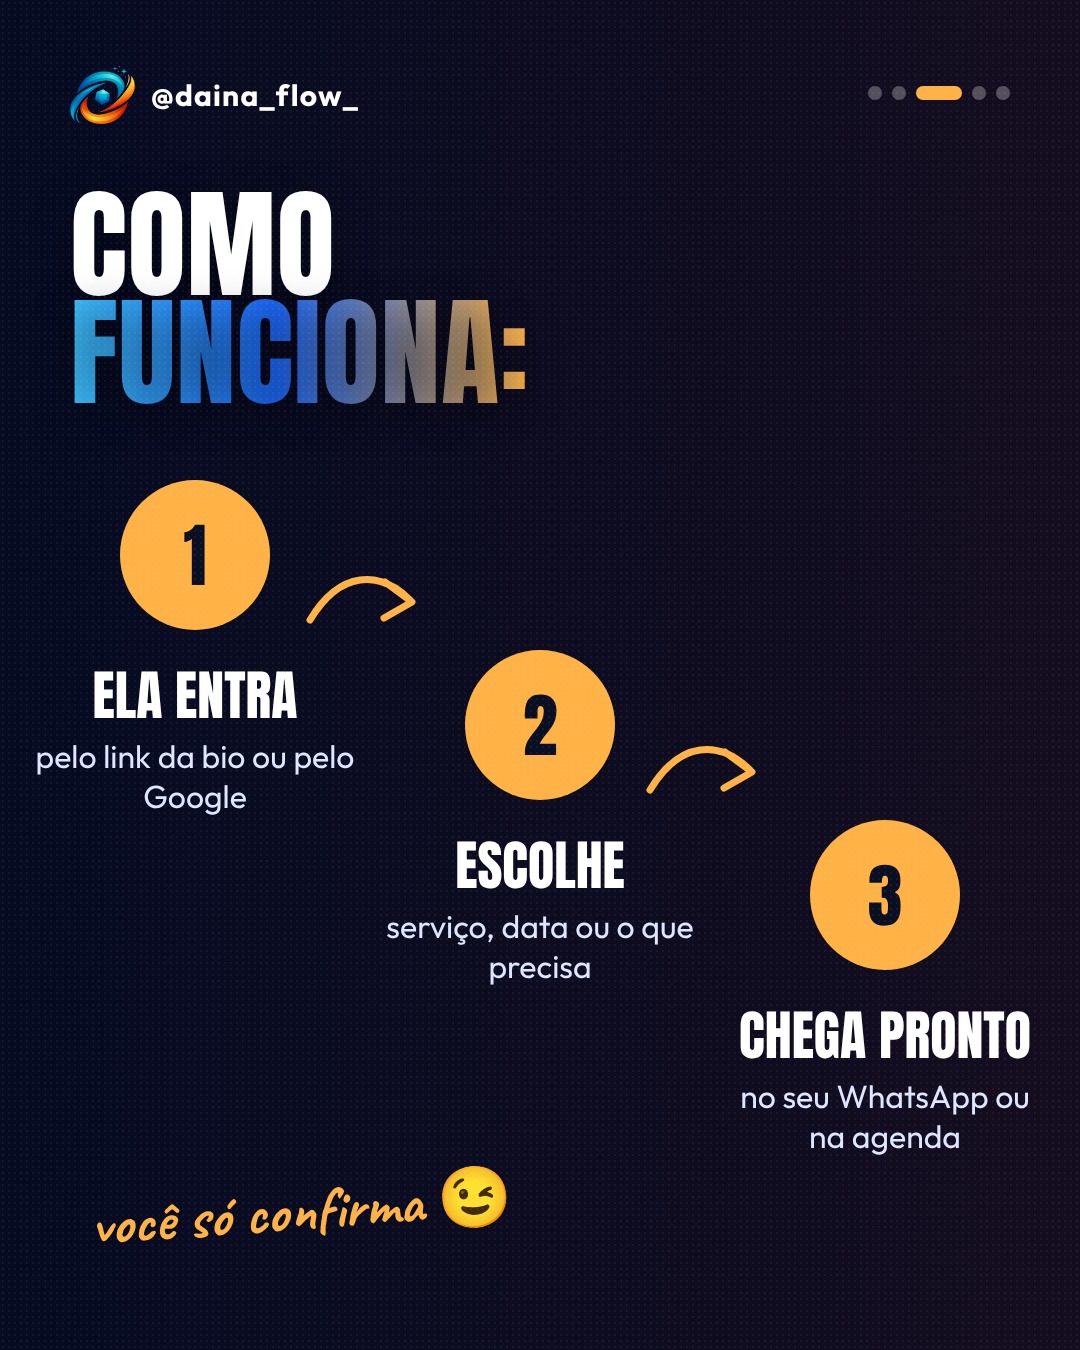 @daina_flow_
COMO
FUNCIONA:
1
ELA ENTRA
pelo link da bio ou pelo
Google
2
ESCOLHE
serviço, data ou o que
precisa
3
CHEGA PRONTO
no seu WhatsApp ou
na agenda
você só confirma 😉